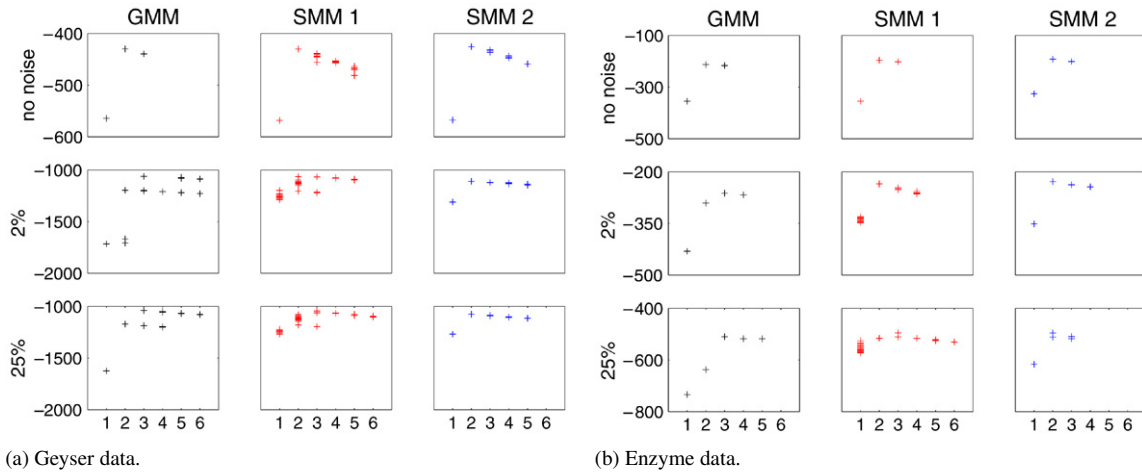 GMM SMM 1 SMM 2
−400
no noise
−500
−600
−1000
2%
−1500
−2000
−1000
25%
−1500
−2000
1 2 3 4 5 6 1 2 3 4 5 6 1 2 3 4 5 6
(a) Geyser data.
GMM SMM 1 SMM 2
−100
no noise
−300
−500
−200
2%
−350
−500
−400
25%
−600
−800
1 2 3 4 5 6 1 2 3 4 5 6 1 2 3 4 5 6
(b) Enzyme data.